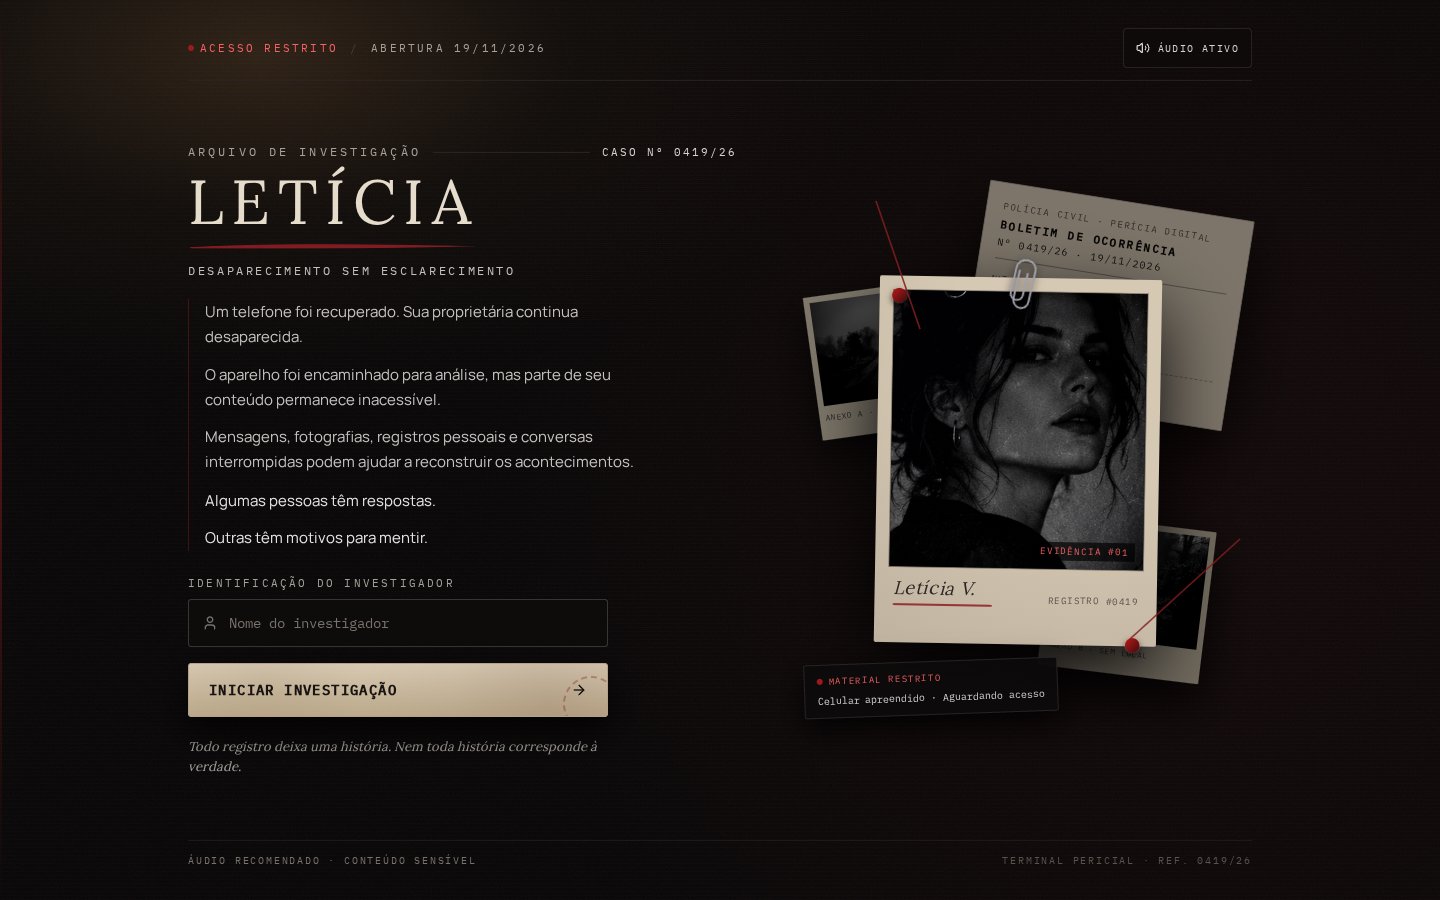 ACESSO RESTRITO / ABERTURA 19/11/2026
ÁUDIO ATIVO
ARQUIVO DE INVESTIGAÇÃO
CASO Nº 0419/26
LETÍCIA
DESAPARECIMENTO SEM ESCLARECIMENTO
Um telefone foi recuperado. Sua proprietária continua
desaparecida.
O aparelho foi encaminhado para análise, mas parte de seu
conteúdo permanece inacessível.
Mensagens, fotografias, registros pessoais e conversas
interrompidas podem ajudar a reconstruir os acontecimentos.
Algumas pessoas têm respostas.
Outras têm motivos para mentir.
IDENTIFICAÇÃO DO INVESTIGADOR
Nome do investigador
INICIAR INVESTIGAÇÃO
Todo registro deixa uma história. Nem toda história corresponde à
verdade.
POLÍCIA CIVIL · PERÍCIA DIGITAL
BOLETIM DE OCORRÊNCIA
Nº 0419/26 · 19/11/2026
ANEXO A ·
EVIDÊNCIA #01
Letícia V.
REGISTRO #0419
SEM LOCAL
MATERIAL RESTRITO
Celular apreendido · Aguardando acesso
ÁUDIO RECOMENDADO · CONTEÚDO SENSÍVEL
TERMINAL PERICIAL · REF. 0419/26